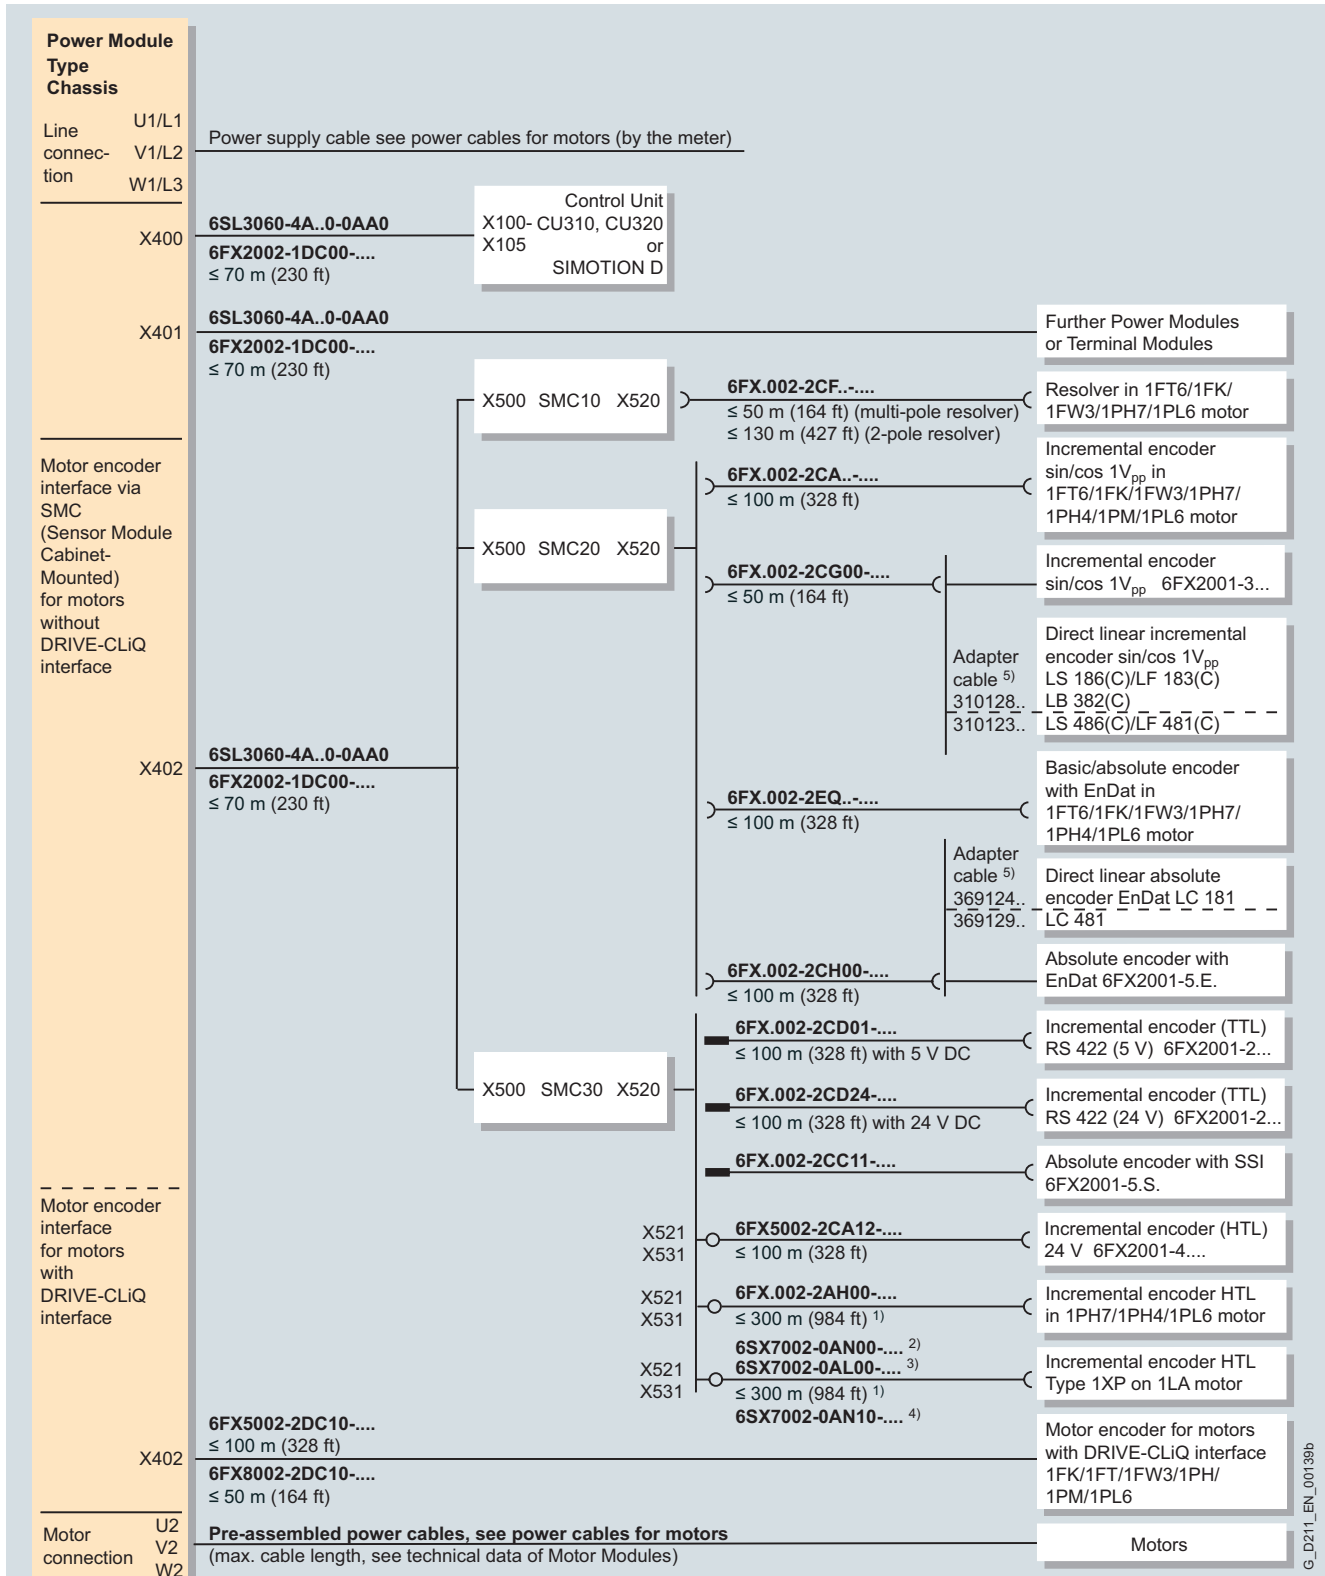 Power Module
Type
Chassis
Line
connec-
tion
U1/L1
V1/L2
W1/L3
Power supply cable see power cables for motors (by the meter)
X400
6SL3060-4A..0-0AA0
6FX2002-1DC00-....
≤ 70 m (230 ft)
Control Unit
X100- CU310, CU320
X105 or
SIMOTION D
X401
6SL3060-4A..0-0AA0
6FX2002-1DC00-....
≤ 70 m (230 ft)
Further Power Modules
or Terminal Modules
X500 SMC10 X520
6FX.002-2CF..-....
≤ 50 m (164 ft) (multi-pole resolver)
≤ 130 m (427 ft) (2-pole resolver)
Resolver in 1FT6/1FK/
1FW3/1PH7/1PL6 motor
Motor encoder
interface via
SMC
(Sensor Module
Cabinet-
Mounted)
for motors
without
DRIVE-CLiQ
interface
6FX.002-2CA..-....
≤ 100 m (328 ft)
Incremental encoder
sin/cos 1Vpp in
1FT6/1FK/1FW3/1PH7/
1PH4/1PM/1PL6 motor
X500 SMC20 X520
6FX.002-2CG00-....
≤ 50 m (164 ft)
Incremental encoder
sin/cos 1Vpp 6FX2001-3...
Adapter
cable 5)
310128..
310123..
Direct linear incremental
encoder sin/cos 1Vpp
LS 186(C)/LF 183(C)
LB 382(C)
LS 486(C)/LF 481(C)
X402
6SL3060-4A..0-0AA0
6FX2002-1DC00-....
≤ 70 m (230 ft)
6FX.002-2EQ..-....
≤ 100 m (328 ft)
Basic/absolute encoder
with EnDat in
1FT6/1FK/1FW3/1PH7/
1PH4/1PL6 motor
Adapter
cable 5)
369124..
369129..
Direct linear absolute
encoder EnDat LC 181
LC 481
6FX.002-2CH00-....
≤ 100 m (328 ft)
Absolute encoder with
EnDat 6FX2001-5.E.
X500 SMC30 X520
6FX.002-2CD01-....
≤ 100 m (328 ft) with 5 V DC
Incremental encoder (TTL)
RS 422 (5 V) 6FX2001-2...
6FX.002-2CD24-....
≤ 100 m (328 ft) with 24 V DC
Incremental encoder (TTL)
RS 422 (24 V) 6FX2001-2...
6FX.002-2CC11-....
Absolute encoder with SSI
6FX2001-5.S.
Motor encoder
interface
for motors
with
DRIVE-CLiQ
interface
X521
X531
6FX5002-2CA12-....
≤ 100 m (328 ft)
Incremental encoder (HTL)
24 V 6FX2001-4....
X521
X531
6FX.002-2AH00-....
≤ 300 m (984 ft) 1)
Incremental encoder HTL
in 1PH7/1PH4/1PL6 motor
X521
X531
6SX7002-0AN00-.... 2)
6SX7002-0AL00-.... 3)
≤ 300 m (984 ft) 1)
6SX7002-0AN10-.... 4)
Incremental encoder HTL
Type 1XP on 1LA motor
X402
6FX5002-2DC10-....
≤ 100 m (328 ft)
6FX8002-2DC10-....
≤ 50 m (164 ft)
Motor encoder for motors
with DRIVE-CLiQ interface
1FK/1FT/1FW3/1PH/
1PM/1PL6
Motor
connection
U2
V2
W2
Pre-assembled power cables, see power cables for motors
(max. cable length, see technical data of Motor Modules)
Motors
G_D211_EN_00139b